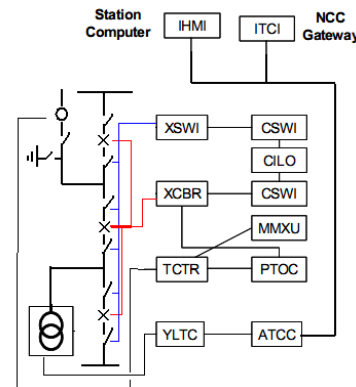 Station
Computer
IHMI
ITCI
NCC
Gateway
XSWI
CSWI
CILO
XCBR
CSWI
MMXU
TCTR
PTOC
YLTC
ATCC